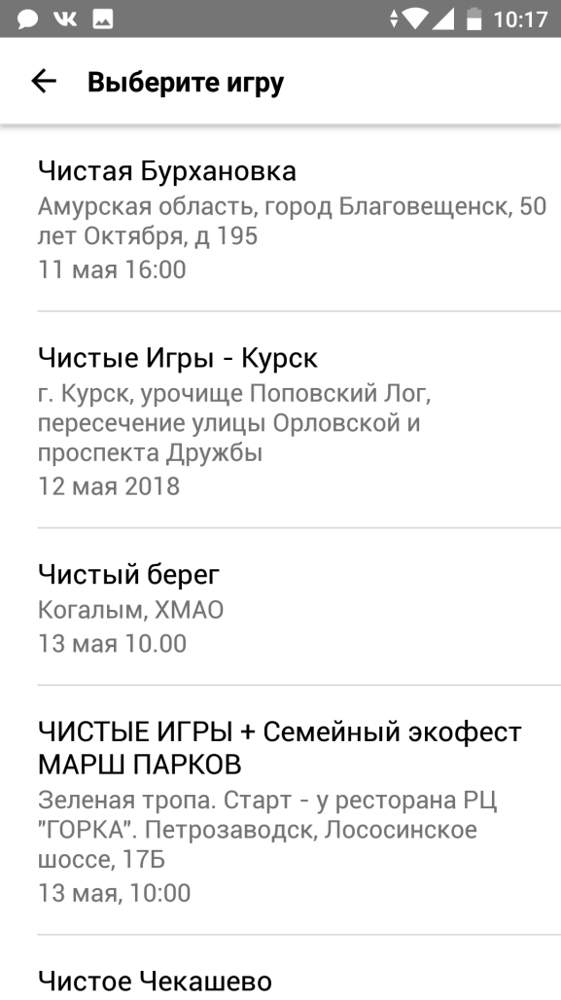 10:17
Выберите игру
Чистая Бурхановка
Амурская область, город Благовещенск, 50
лет Октября, д 195
11 мая 16:00
Чистые Игры - Курск
г. Курск, урочище Поповский Лог,
пересечение улицы Орловской и
проспекта Дружбы
12 мая 2018
Чистый берег
Когалым, ХМАО
13 мая 10.00
ЧИСТЫЕ ИГРЫ + Семейный экофест
МАРШ ПАРКОВ
Зеленая тропа. Старт - у ресторана РЦ
"ГОРКА". Петрозаводск, Лососинское
шоссе, 17Б
13 мая, 10:00
Чистое Чекашево